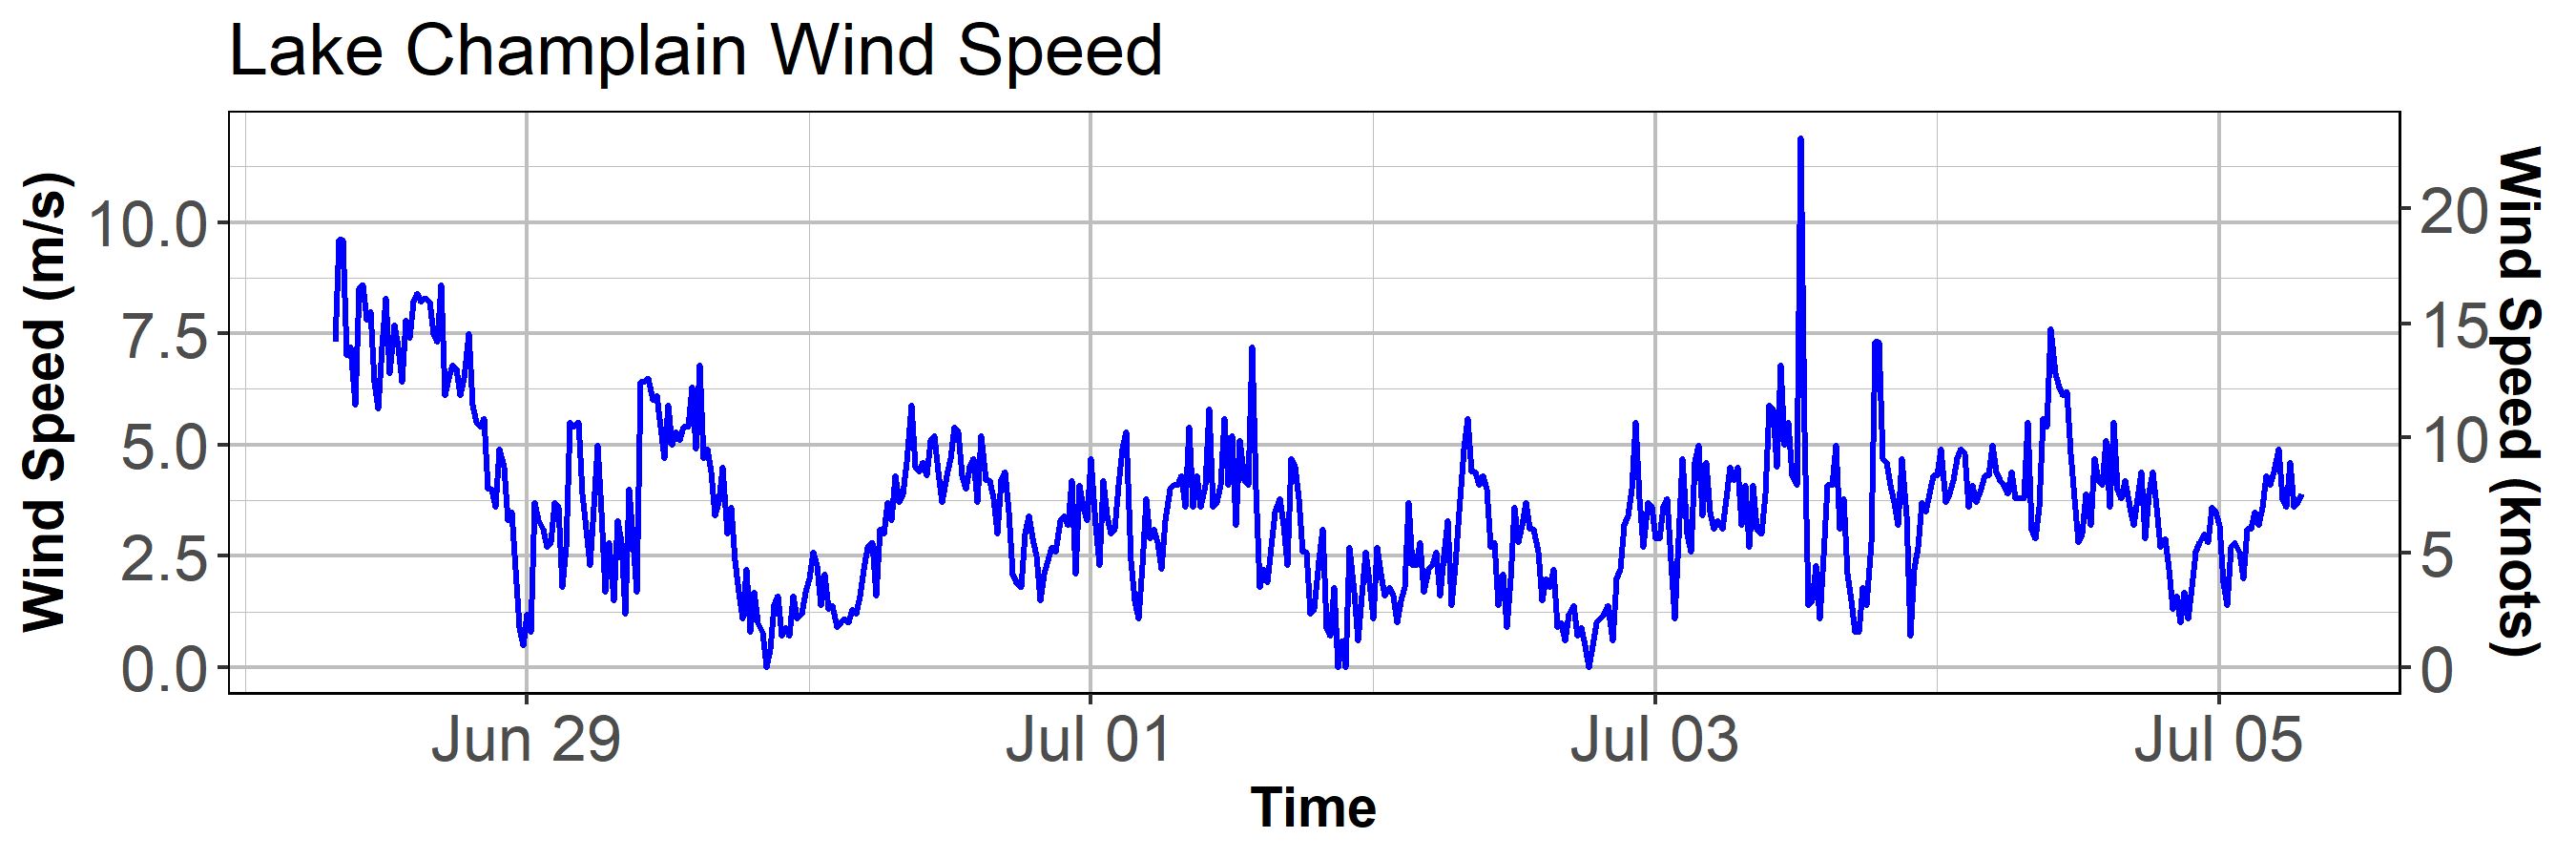 Lake Champlain Wind Speed
Wind Speed (m/s)
10.0
7.5
5.0
2.5
0.0
20
15
10
5
0
Wind Speed (knots)
Jun 29
Jul 01
Jul 03
Jul 05
Time